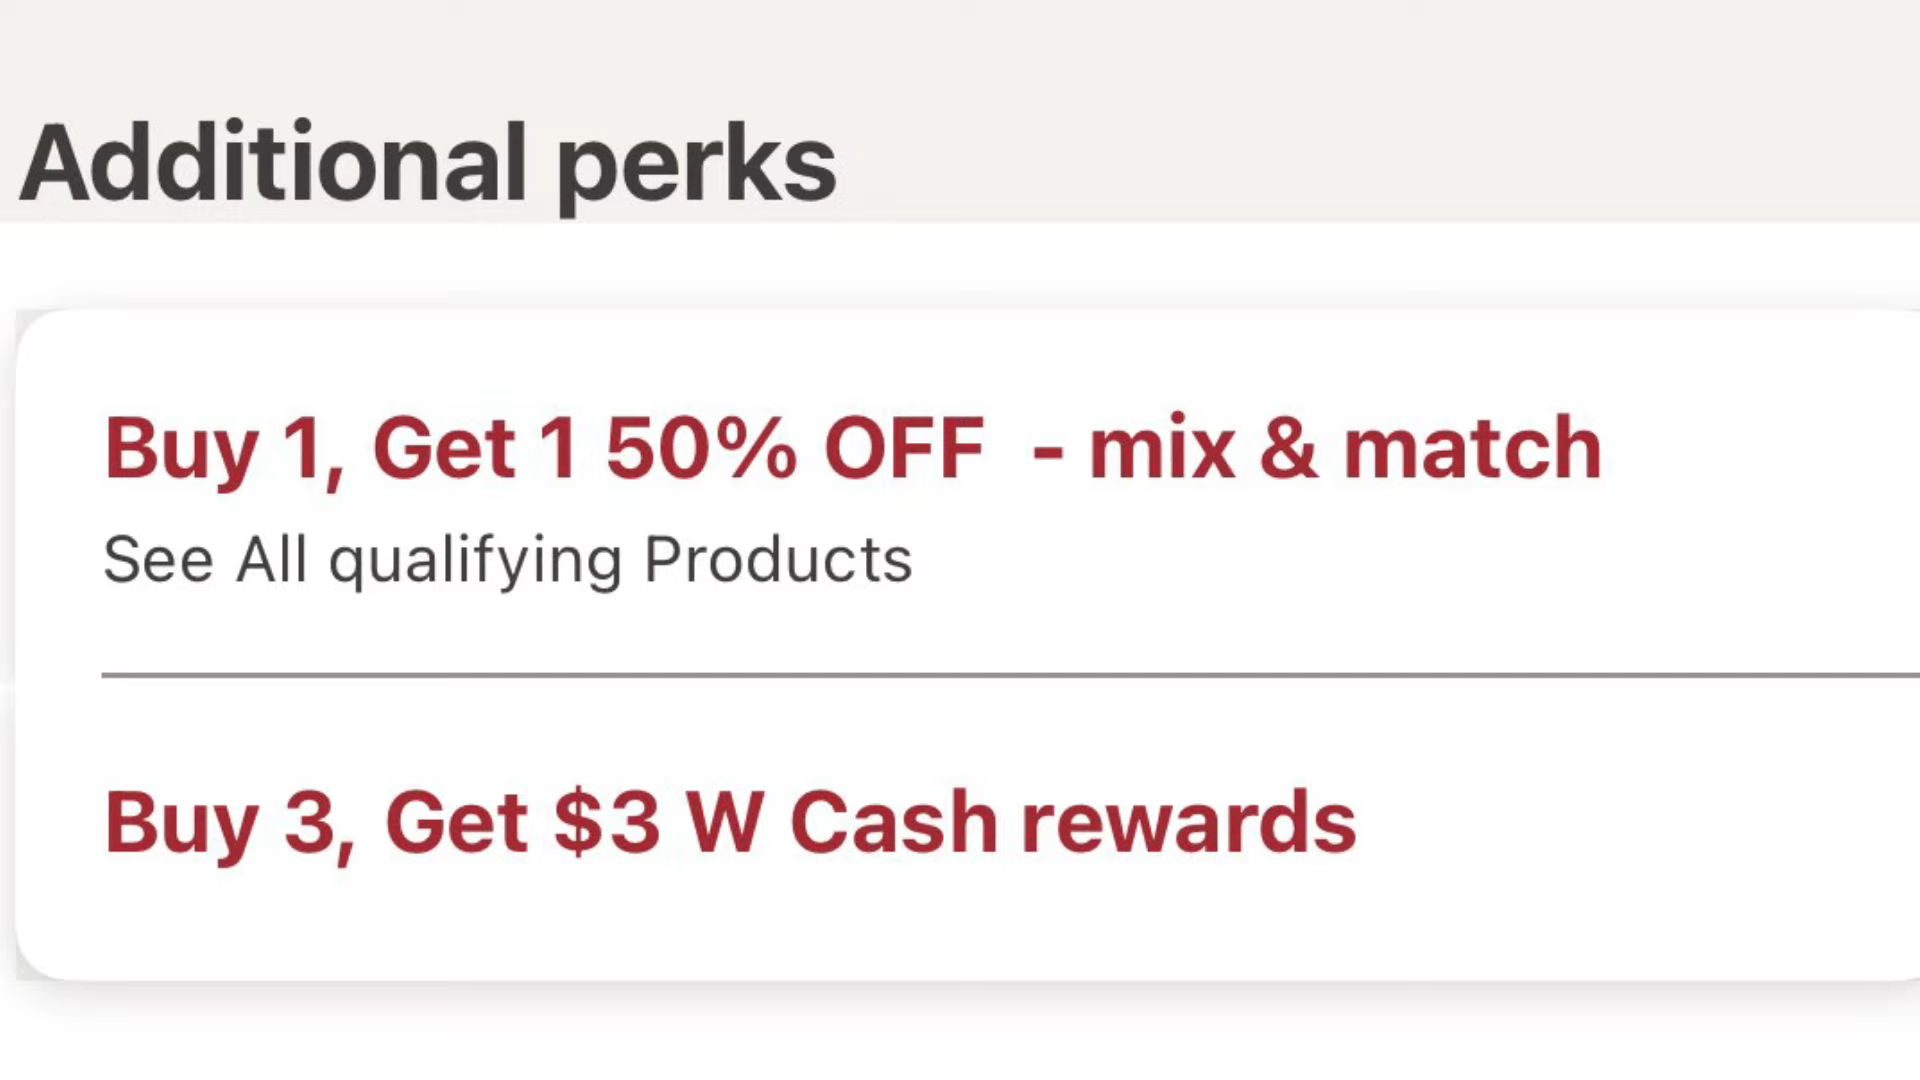 Additional perks
Buy 1, Get 1 50% OFF  - mix & match
See All qualifying Products
Buy 3, Get $3 W Cash rewards